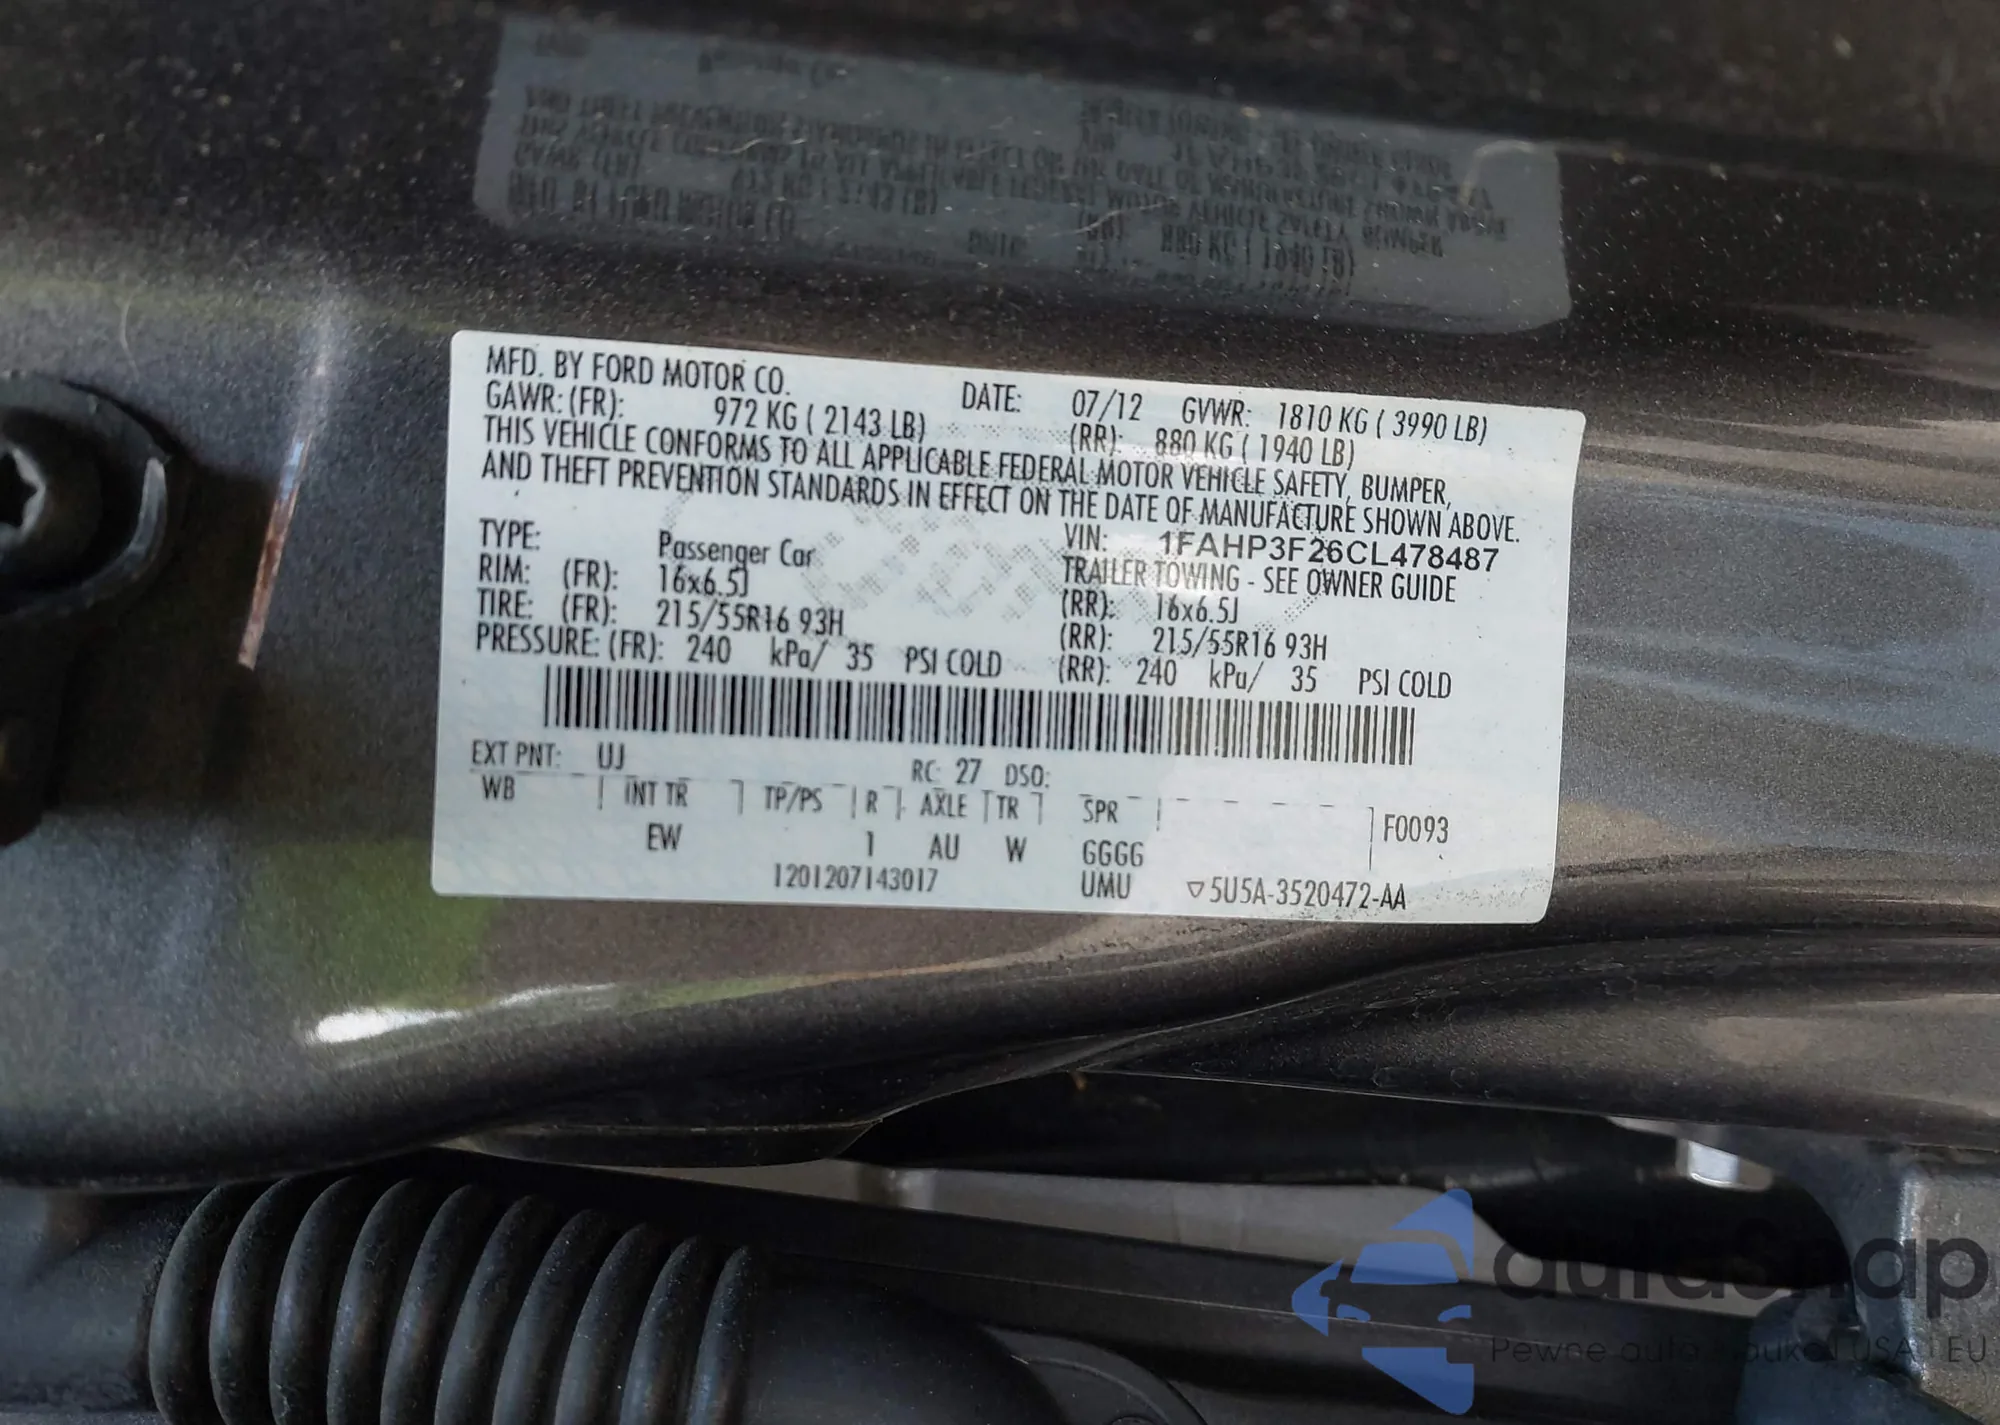 MFD. BY FORD MOTOR CO. DATE: 07/12 GVWR: 1810 KG ( 3990 LB)
GAWR: (FR): 972 KG ( 2143 LB) (RR): 880 KG ( 1940 LB)
THIS VEHICLE CONFORMS TO ALL APPLICABLE FEDERAL MOTOR VEHICLE SAFETY, BUMPER,
AND THEFT PREVENTION STANDARDS IN EFFECT ON THE DATE OF MANUFACTURE SHOWN ABOVE.
VIN: 1FAHP3F26CL478487
TYPE: Passenger Car TRAILER TOWING - SEE OWNER GUIDE
RIM: (FR): 16x6.5J (RR): 16x6.5J
TIRE: (FR): 215/55R16 93H (RR): 215/55R16 93H
PRESSURE: (FR): 240 kPa/ 35 PSI COLD (RR): 240 kPa/ 35 PSI COLD
EXT PNT: UJ RC: 27 DSO:
WB INT TR TP/PS R AXLE TR SPR F0093
EW 1 AU W GGGG
1201207143017 UMU ▽5U5A-3520472-AA
autaSnap
Pewne auta USA EU